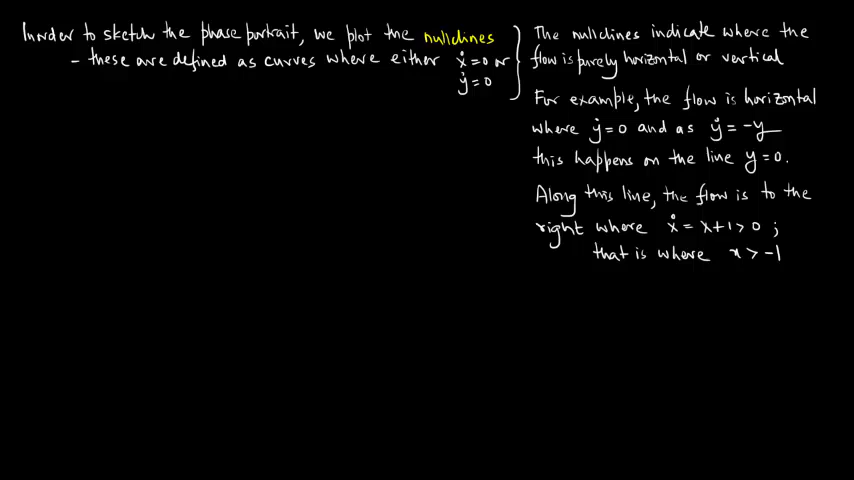 Inorder to sketch the phase portrait, we plot the nullclines
- these are defined as curves where either ẋ=0 or
ẏ=0
The nullclines indicate where the
flow is purely horizontal or vertical
For example, the flow is horizontal
where ẏ=0 and as ẏ=-y
this happens on the line y=0.
Along this line, the flow is to the
right where ẋ = x+1>0 ;
that is where x > -1